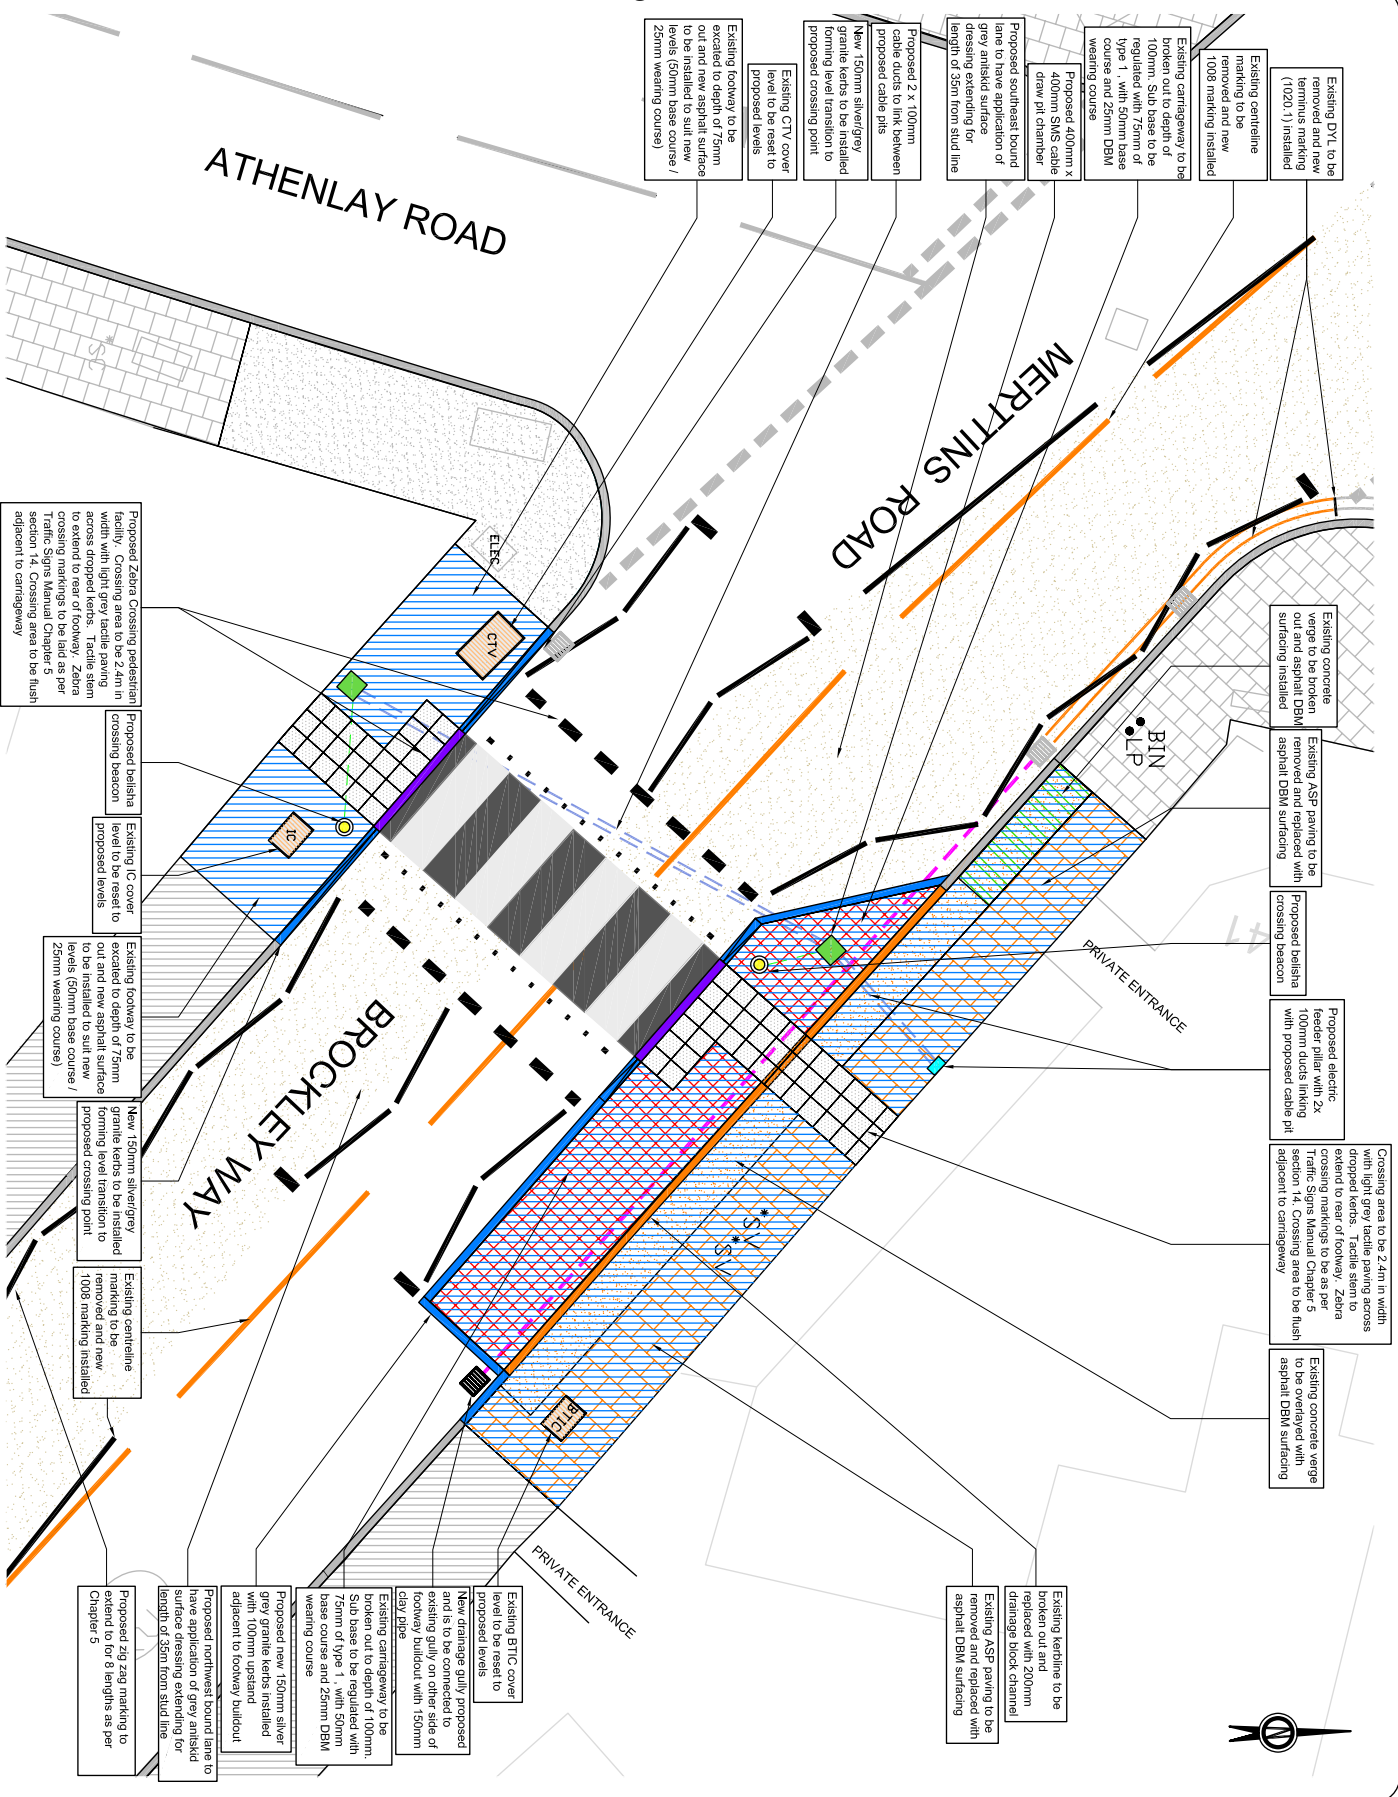 Existing DYL to be
removed and new
terminus marking
(1020.1) installed
Existing centreline
marking to be
removed and new
1008 marking installed
Existing carriageway to be
broken out to depth of
100mm. Sub base to be
regulated with 75mm of
type 1 , with 50mm base
course and 25mm DBM
wearing course
Proposed 400mm x
400mm SMS cable
draw pit chamber
Proposed southeast bound
lane to have application of
grey anitskid surface
dressing extending for
length of 35m from stud line
Proposed 2 x 100mm
cable ducts to link between
proposed cable pits
New 150mm silver/grey
granite kerbs to be installed
forming level transition to
proposed crossing point
Existing CTV cover
level to be reset to
proposed levels
Existing footway to be
excated to depth of 75mm
out and new asphalt surface
to be installed to suit new
levels (50mm base course /
25mm wearing course)
ATHENLAY ROAD
MERTTINS ROAD
BROCKLEY WAY
*SC
ELEC
CTV
IC
BIN
LP
41
*SV
*SV
BTIC
PRIVATE ENTRANCE
PRIVATE ENTRANCE
Existing concrete
verge to be broken
out and asphalt DBM
surfacing installed
Existing ASP paving to be
removed and replaced with
asphalt DBM surfacing
Proposed belisha
crossing beacon
Proposed electric
feeder pillar with 2x
100mm ducts linking
with proposed cable pit
Crossing area to be 2.4m in width
with light grey tactile paving across
dropped kerbs. Tactile stem to
extend to rear of footway. Zebra
crossing markings to be as per
Traffic Signs Manual Chapter 5
section 14. Crossing area to be flush
adjacent to carriageway
Existing concrete verge
to be overlayed with
asphalt DBM surfacing
Proposed Zebra Crossing pedestrian
facility. Crossing area to be 2.4m in
width with light grey tactile paving
across dropped kerbs. Tactile stem
to extend to rear of footway. Zebra
crossing markings to be laid as per
Traffic Signs Manual Chapter 5
section 14. Crossing area to be flush
adjacent to carriageway
Proposed belisha
crossing beacon
Existing IC cover
level to be reset to
proposed levels
Existing footway to be
excated to depth of 75mm
out and new asphalt surface
to be installed to suit new
levels (50mm base course /
25mm wearing course)
New 150mm silver/grey
granite kerbs to be installed
forming level transition to
proposed crossing point
Existing centreline
marking to be
removed and new
1008 marking installed
Existing kerbline to be
broken out and
replaced with 200mm
drainage block channel
Existing ASP paving to be
removed and replaced with
asphalt DBM surfacing
Existing BTIC cover
level to be reset to
proposed levels
New drainage gully proposed
and is to be connected to
existing gully on other side of
footway buildout with 150mm
clay pipe
Existing carriageway to be
broken out to depth of 100mm.
Sub base to be regulated with
75mm of type 1 , with 50mm
base course and 25mm DBM
wearing course
Proposed new 150mm silver
grey granite kerbs installed
with 100mm upstand
adjacent to footway buildout
Proposed northwest bound lane to
have application of grey anitskid
surface dressing extending for
length of 35m from stud line
Proposed zig zag marking to
extend to for 8 lengths as per
Chapter 5
N